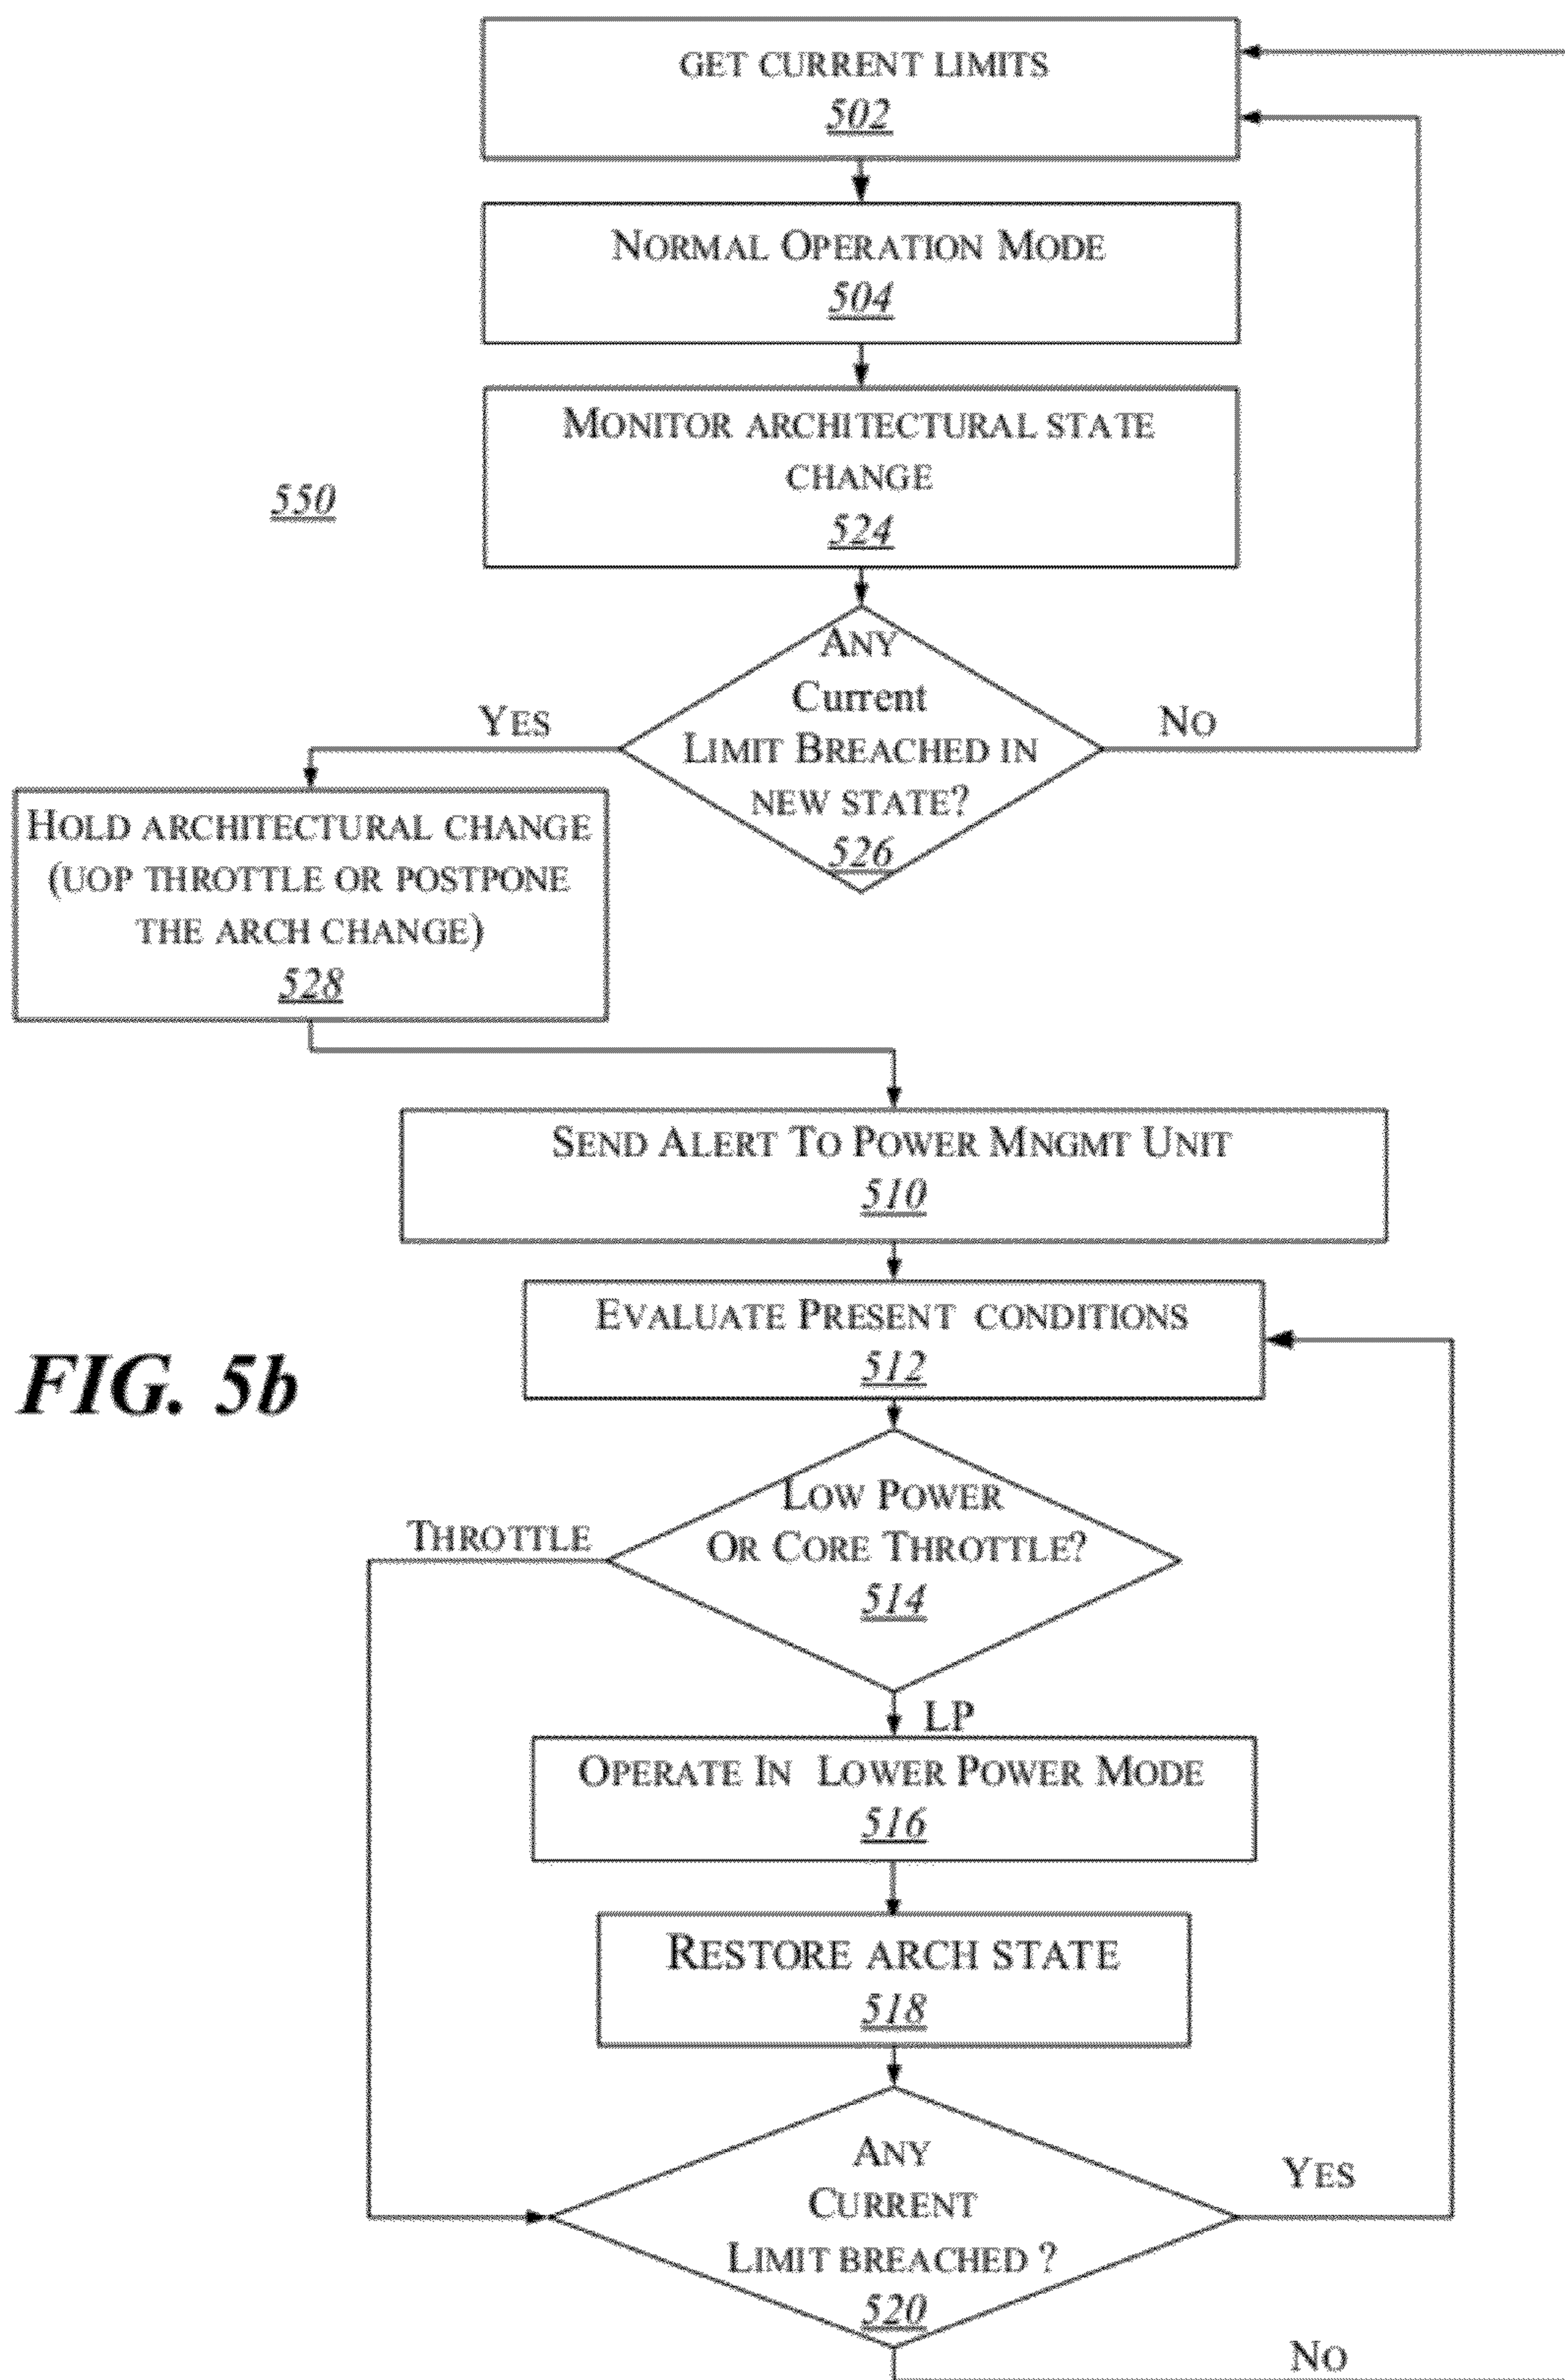 GET CURRENT LIMITS
502
NORMAL OPERATION MODE
504
MONITOR ARCHITECTURAL STATE
CHANGE
524
550
ANY
Current
LIMIT BREACHED IN
NEW STATE?
526
YES
NO
HOLD ARCHITECTURAL CHANGE
(UOP THROTTLE OR POSTPONE
THE ARCH CHANGE)
528
SEND ALERT TO POWER MNGMT UNIT
510
EVALUATE PRESENT CONDITIONS
512
FIG. 5b
LOW POWER
OR CORE THROTTLE?
514
THROTTLE
LP
OPERATE IN LOWER POWER MODE
516
RESTORE ARCH STATE
518
ANY
CURRENT
LIMIT BREACHED ?
520
YES
NO